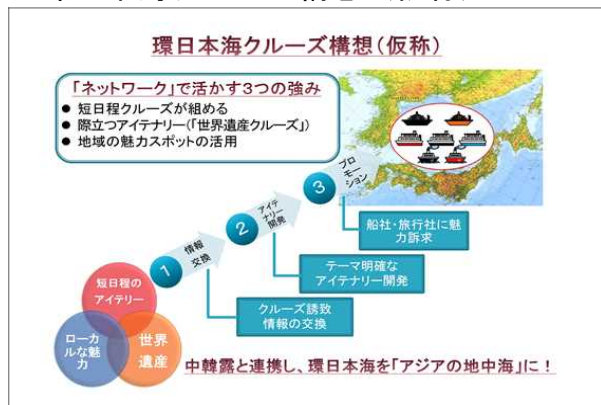 環日本海クルーズ構想(仮称)
「ネットワーク」で活かす3つの強み
● 短日程クルーズが組める
● 際立つアイテナリー(「世界遺産クルーズ」)
● 地域の魅力スポットの活用
3
プロ
モー
ション
2
アイテ
ナリー
開発
1
情報
交換
船社・旅行社に魅
力訴求
テーマ明確な
アイテナリー開発
クルーズ誘致
情報の交換
短日程の
アイテリー
ローカ
ルな魅
力
世界
遺産
中韓露と連携し、環日本海を「アジアの地中海」に!